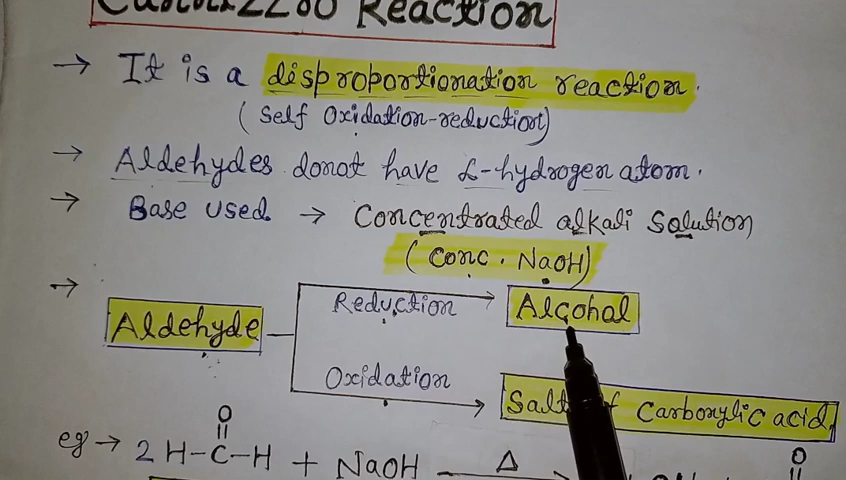 Reaction
→ It is a disproportionation reaction.
(Self Oxidation-reduction)
→ Aldehydes donot have α-hydrogen atom.
→ Base used → Concentrated alkali solution
(Conc. NaOH)
→ Aldehyde
Reduction → Alcohal
Oxidation → Salt of Carboxylic acid,
O
eg → 2 H-C-H + NaOH Δ →
O